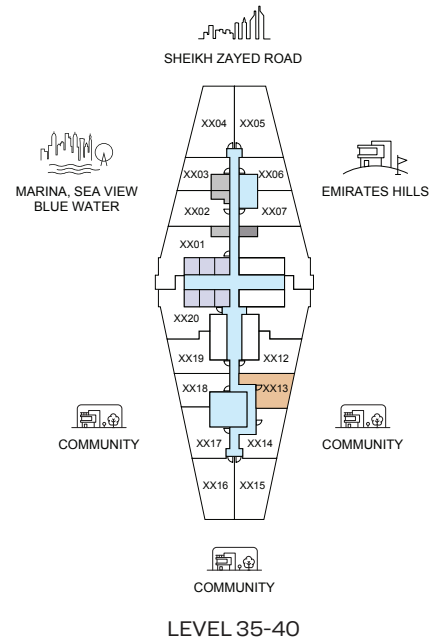 SHEIKH ZAYED ROAD
XX04 XX05
MARINA, SEA VIEW
BLUE WATER
XX03 XX06
EMIRATES HILLS
XX02 XX07
XX01
XX20
XX19 XX12
XX18 XX13
COMMUNITY
XX17 XX14
COMMUNITY
XX16 XX15
COMMUNITY
LEVEL 35-40